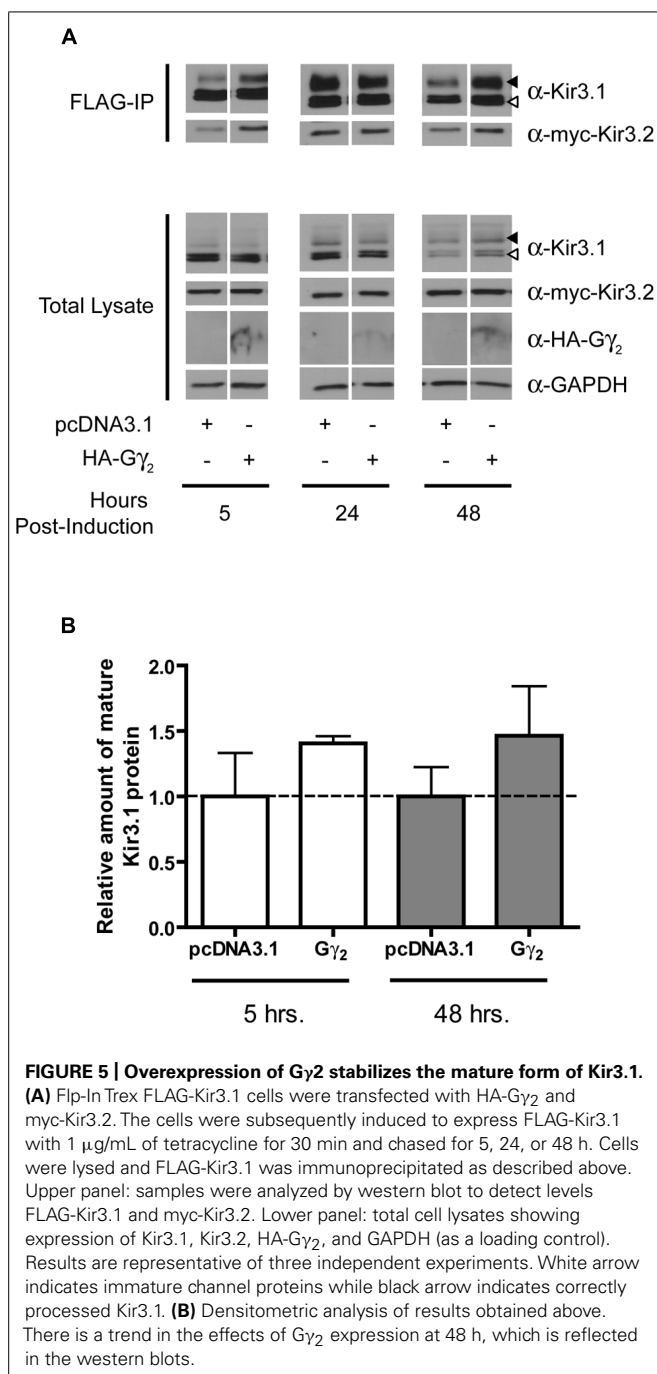 A
FLAG-IP
α-Kir3.1
α-myc-Kir3.2
Total Lysate
α-Kir3.1
α-myc-Kir3.2
α-HA-Gγ2
α-GAPDH
pcDNA3.1 + - + - + -
HA-Gγ2 - + - + - +
Hours
Post-Induction 5 24 48
B
Relative amount of mature
Kir3.1 protein
2.0
1.5
1.0
0.5
0.0
pcDNA3.1 Gγ2 pcDNA3.1 Gγ2
5 hrs. 48 hrs.
FIGURE 5 | Overexpression of Gγ2 stabilizes the mature form of Kir3.1.
(A) Flp-In Trex FLAG-Kir3.1 cells were transfected with HA-Gγ2 and
myc-Kir3.2. The cells were subsequently induced to express FLAG-Kir3.1
with 1 μg/mL of tetracycline for 30 min and chased for 5, 24, or 48 h. Cells
were lysed and FLAG-Kir3.1 was immunoprecipitated as described above.
Upper panel: samples were analyzed by western blot to detect levels
FLAG-Kir3.1 and myc-Kir3.2. Lower panel: total cell lysates showing
expression of Kir3.1, Kir3.2, HA-Gγ2, and GAPDH (as a loading control).
Results are representative of three independent experiments. White arrow
indicates immature channel proteins while black arrow indicates correctly
processed Kir3.1. (B) Densitometric analysis of results obtained above.
There is a trend in the effects of Gγ2 expression at 48 h, which is reflected
in the western blots.